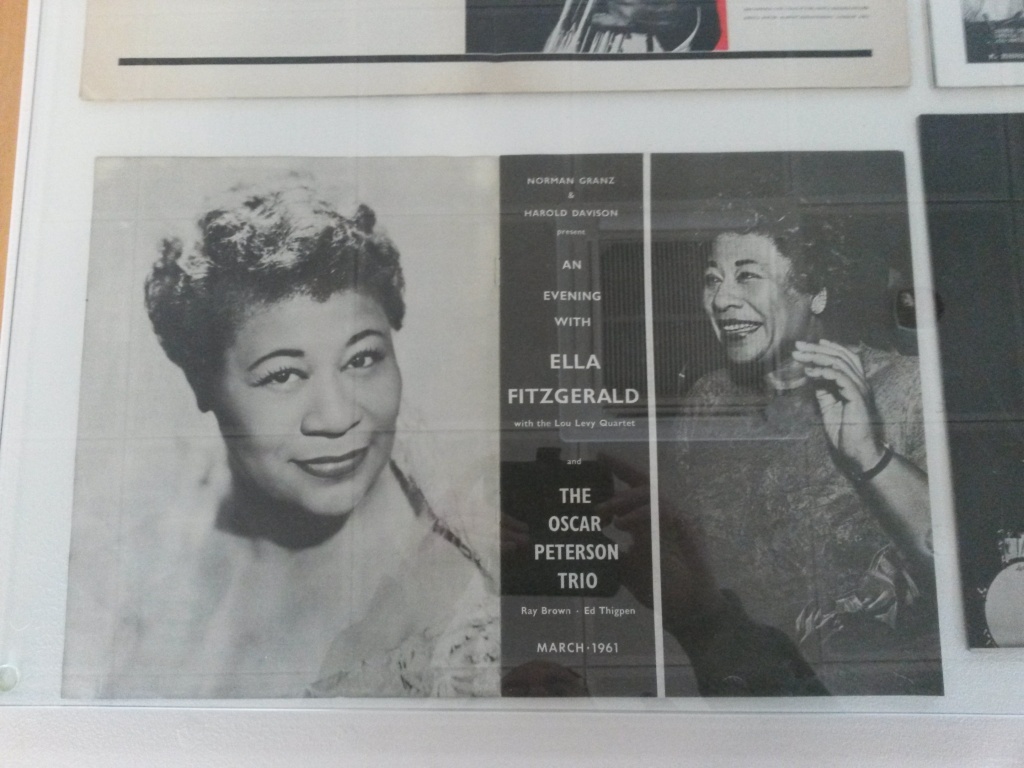 NORMAN GRANZ
&
HAROLD DAVISON
present
AN
EVENING
WITH
ELLA
FITZGERALD
with the Lou Levy Quartet
and
THE
OSCAR
PETERSON
TRIO
Ray Brown · Ed Thigpen
MARCH · 1961